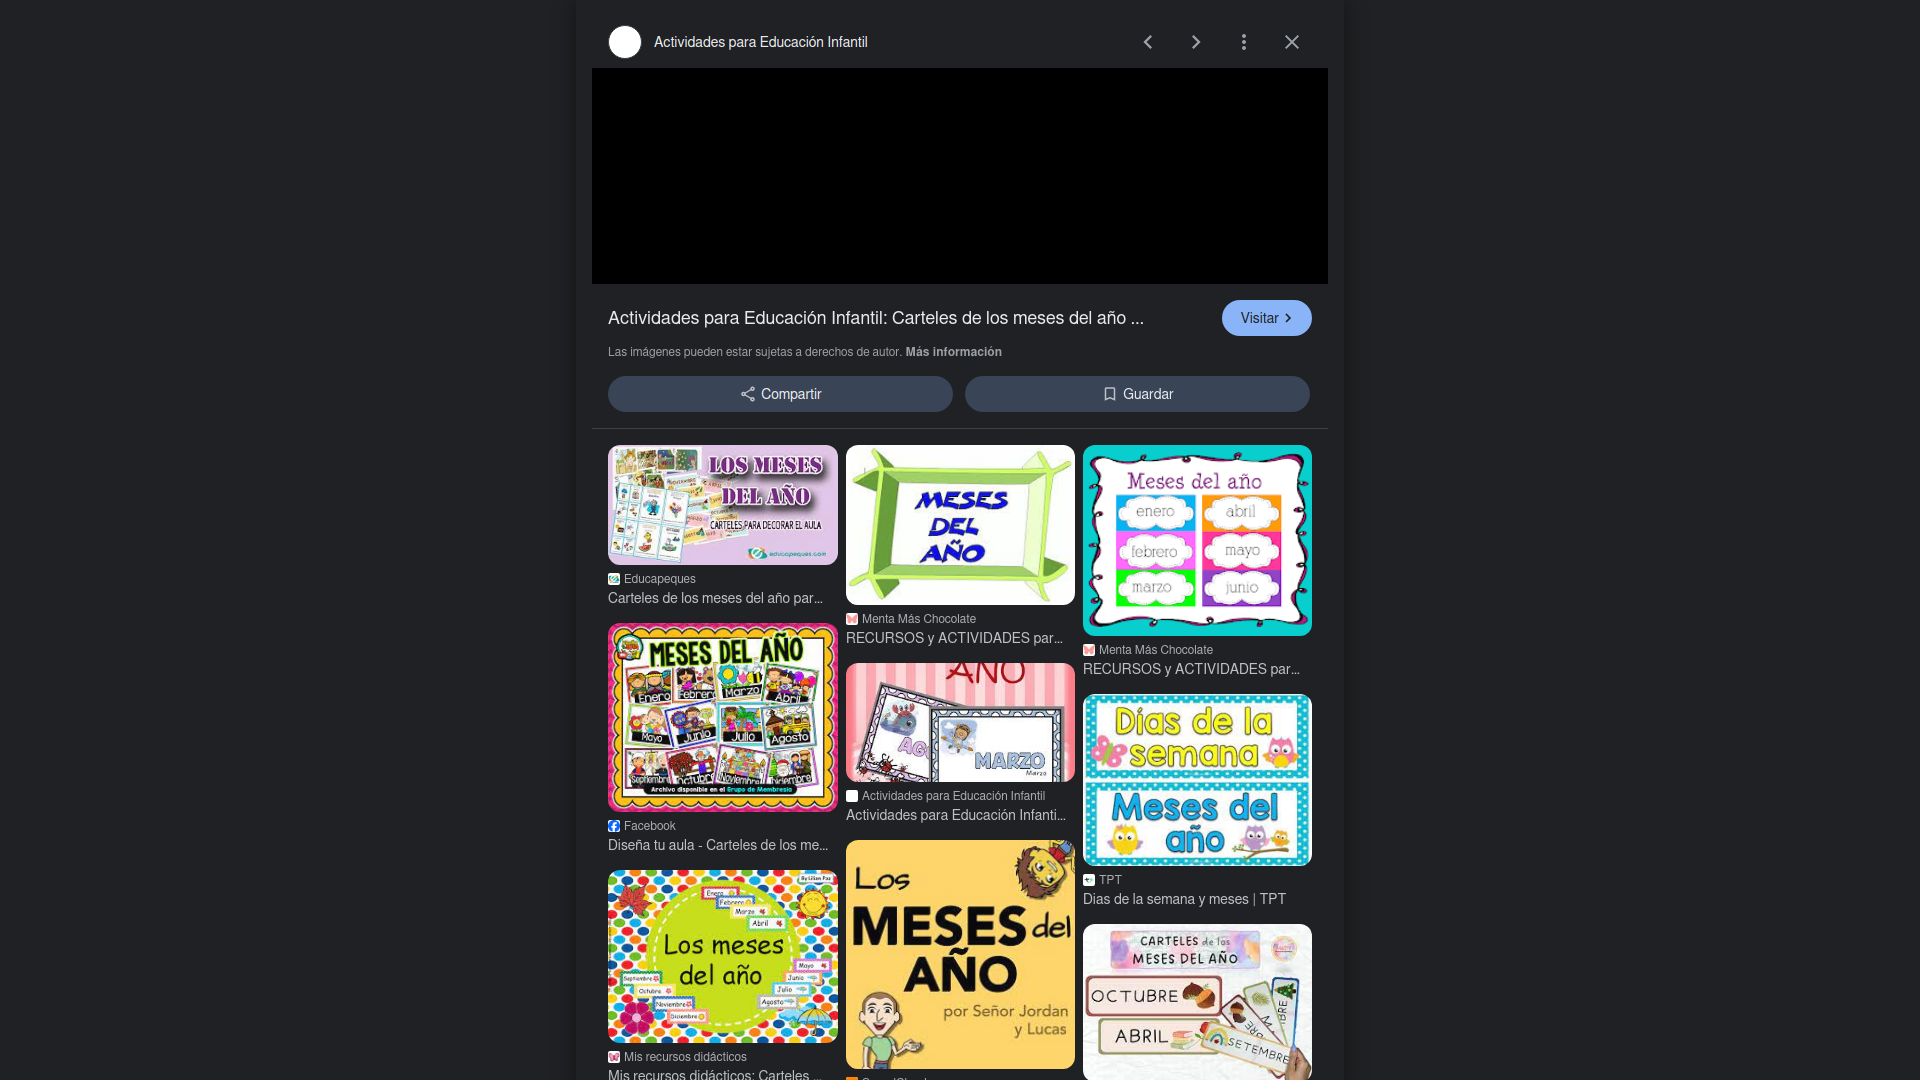 Actividades para Educación Infantil
Actividades para Educación Infantil: Carteles de los meses del año ...
Visitar
Las imágenes pueden estar sujetas a derechos de autor. Más información
Compartir
Guardar
LOS MESES
DEL AÑO
CARTELES PARA DECORAR EL AULA
educapeques.com
Educapeques
Carteles de los meses del año par...
MESES
DEL
AÑO
Menta Más Chocolate
RECURSOS y ACTIVIDADES par...
Meses del año
enero
abril
febrero
mayo
marzo
junio
Menta Más Chocolate
RECURSOS y ACTIVIDADES par...
MESES DEL AÑO
Enero
Febrero
Marzo
Abril
Mayo
Junio
Julio
Agosto
Septiembre
Octubre
Noviembre
Diciembre
Archivo disponible en el Grupo de Membresía
Facebook
Diseña tu aula - Carteles de los me...
AÑO
AG
MARZO
Marzo
Actividades para Educación Infantil
Actividades para Educación Infanti...
Días de la
semana
Meses del
año
TPT
Dias de la semana y meses | TPT
By Lilian Paz
Enero
Febrero
Marzo
Abril
Los meses
del año
Mayo
Junio
Julio
Agosto
Septiembre
Octubre
Noviembre
Diciembre
Mis recursos didácticos
Mis recursos didácticos: Carteles ...
Los
MESES del
AÑO
por Señor Jordan
y Lucas
CARTELES de los
MESES DEL AÑO
OCTUBRE
ABRIL
SETEMBRE